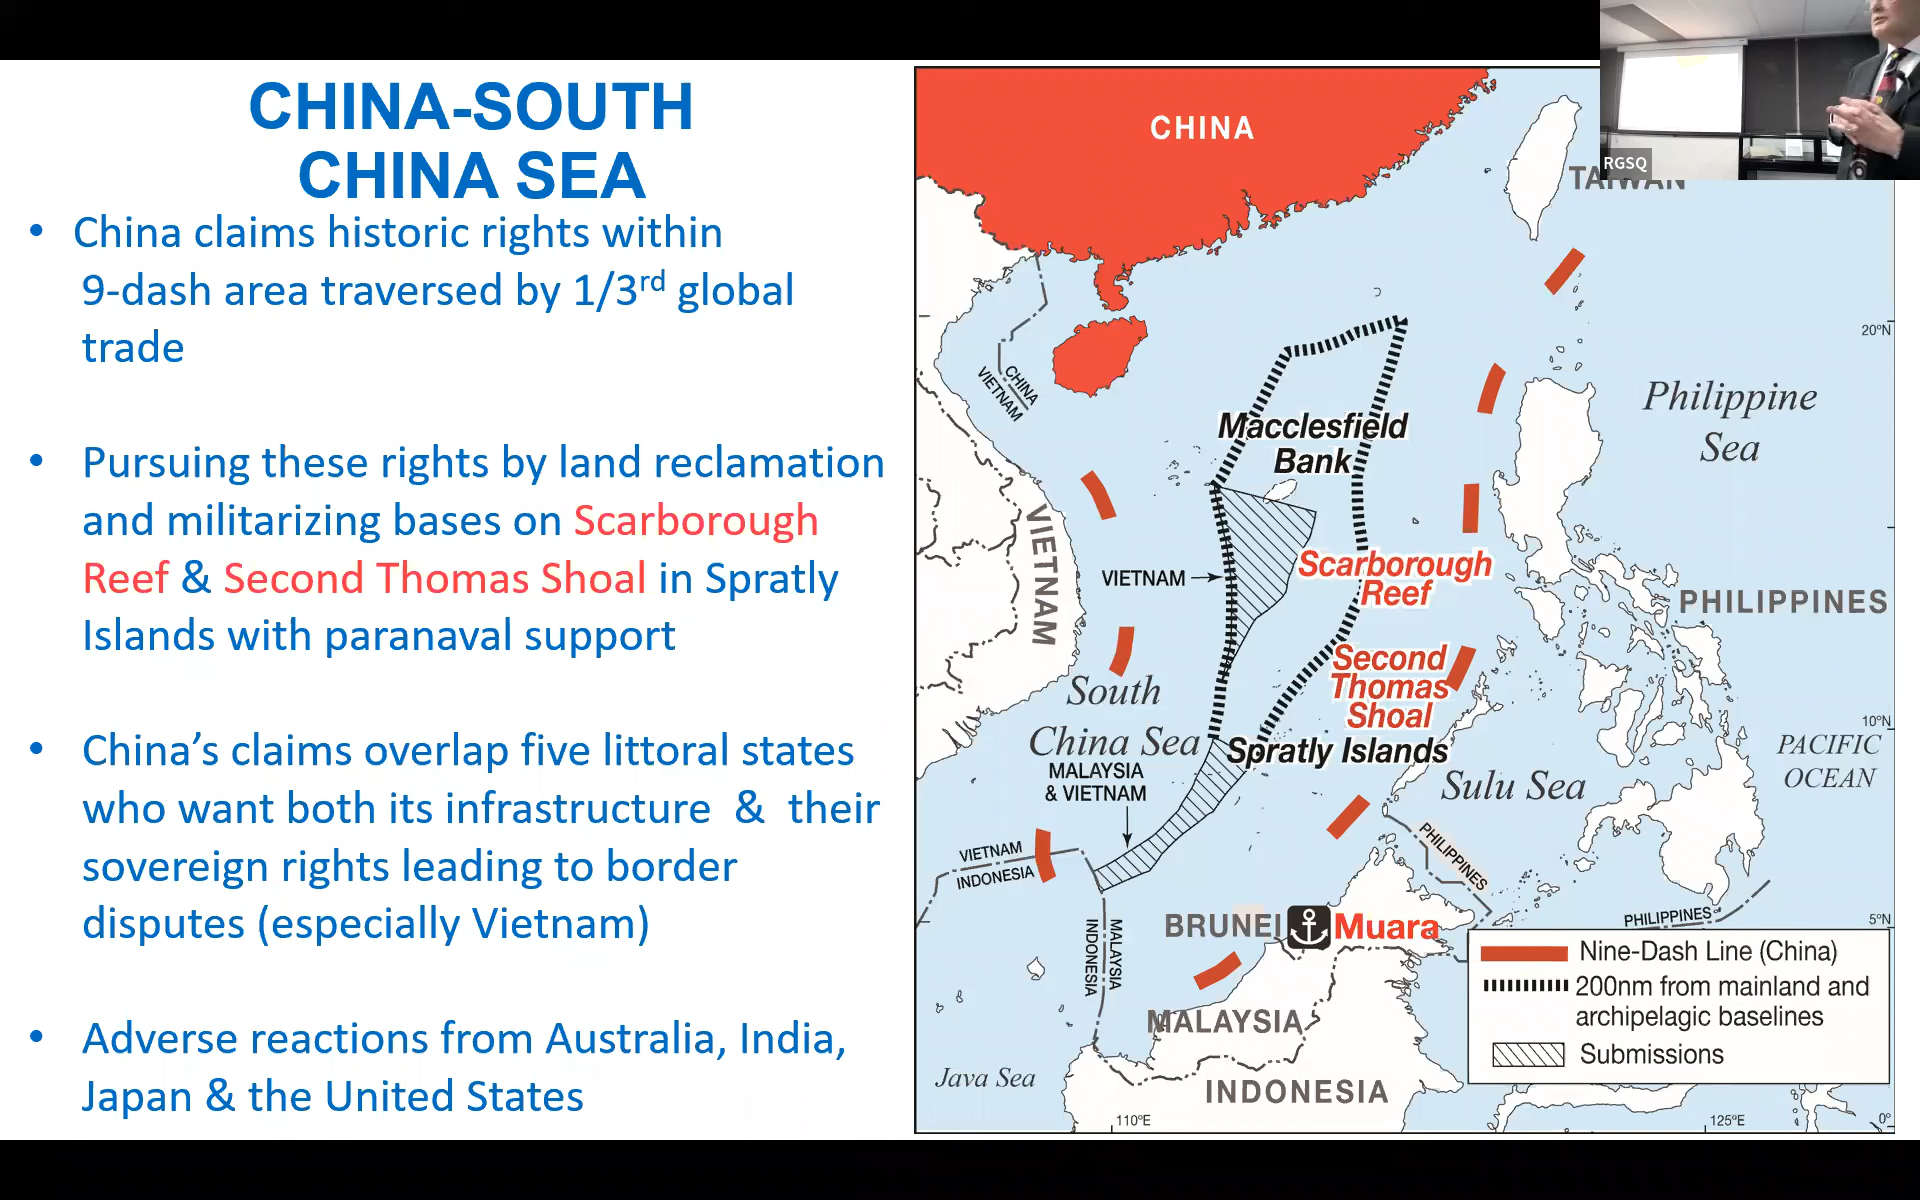 CHINA-SOUTH
CHINA SEA
• China claims historic rights within
9-dash area traversed by 1/3rd global
trade
• Pursuing these rights by land reclamation
and militarizing bases on Scarborough
Reef & Second Thomas Shoal in Spratly
Islands with paranaval support
• China’s claims overlap five littoral states
who want both its infrastructure & their
sovereign rights leading to border
disputes (especially Vietnam)
• Adverse reactions from Australia, India,
Japan & the United States
CHINA
RGSQ
TAIWAN
20°N
CHINA
VIETNAM
Philippine
Sea
Macclesfield
Bank
VIETNAM
VIETNAM
Scarborough
Reef
PHILIPPINES
Second
Thomas
Shoal
South
China Sea
Spratly Islands
10°N
PACIFIC
OCEAN
MALAYSIA
& VIETNAM
Sulu Sea
VIETNAM
INDONESIA
PHILIPPINES
MALAYSIA
INDONESIA
BRUNEI
Muara
PHILIPPINES
5°N
Nine-Dash Line (China)
200nm from mainland and
archipelagic baselines
Submissions
MALAYSIA
Java Sea
INDONESIA
110°E
125°E
0°